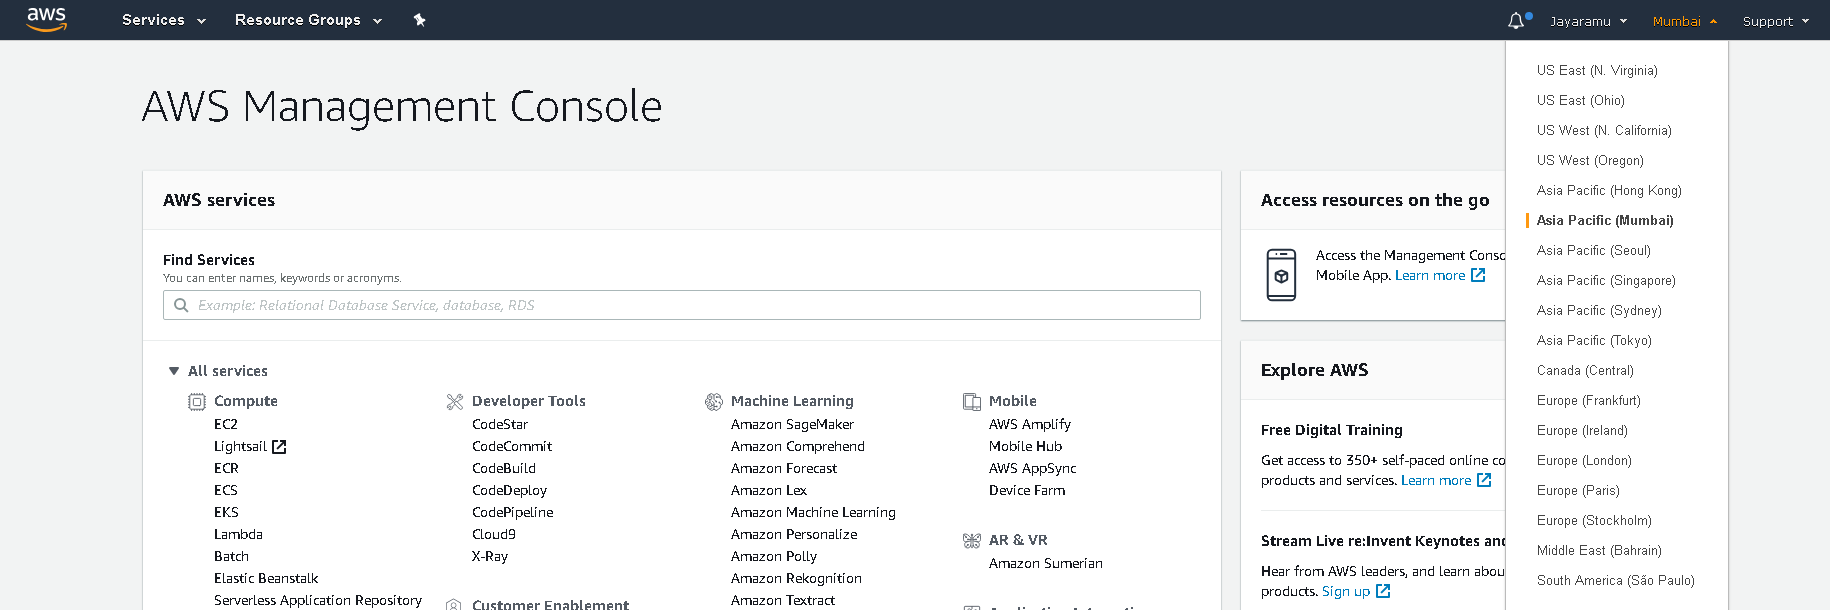 aws
Services
Resource Groups
Jayaramu
Mumbai
Support
AWS Management Console
AWS services
Find Services
You can enter names, keywords or acronyms.
Example: Relational Database Service, database, RDS
All services
Compute
EC2
Lightsail
ECR
ECS
EKS
Lambda
Batch
Elastic Beanstalk
Serverless Application Repository
Developer Tools
CodeStar
CodeCommit
CodeBuild
CodeDeploy
CodePipeline
Cloud9
X-Ray
Customer Enablement
Machine Learning
Amazon SageMaker
Amazon Comprehend
Amazon Forecast
Amazon Lex
Amazon Machine Learning
Amazon Personalize
Amazon Polly
Amazon Rekognition
Amazon Textract
Mobile
AWS Amplify
Mobile Hub
AWS AppSync
Device Farm
AR & VR
Amazon Sumerian
Access resources on the go
Access the Management Conso
Mobile App. Learn more
Explore AWS
Free Digital Training
Get access to 350+ self-paced online co
products and services. Learn more
Stream Live re:Invent Keynotes and
Hear from AWS leaders, and learn abou
products. Sign up
US East (N. Virginia)
US East (Ohio)
US West (N. California)
US West (Oregon)
Asia Pacific (Hong Kong)
Asia Pacific (Mumbai)
Asia Pacific (Seoul)
Asia Pacific (Singapore)
Asia Pacific (Sydney)
Asia Pacific (Tokyo)
Canada (Central)
Europe (Frankfurt)
Europe (Ireland)
Europe (London)
Europe (Paris)
Europe (Stockholm)
Middle East (Bahrain)
South America (São Paulo)